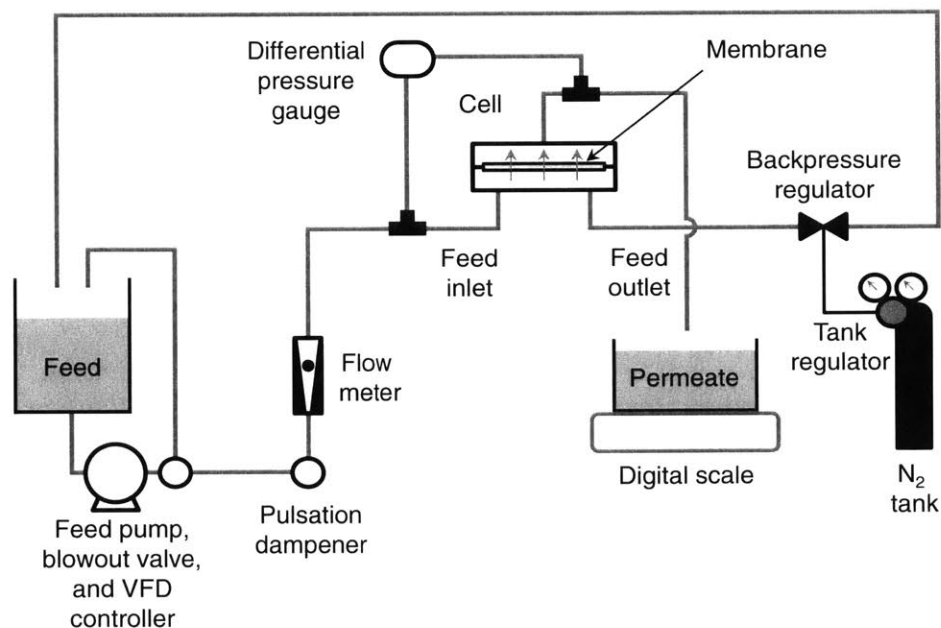 Differential
pressure
gauge
Membrane
Cell
Backpressure
regulator
Feed
inlet
Feed
outlet
Tank
regulator
Feed
Flow
meter
Permeate
Digital scale
N₂
tank
Pulsation
dampener
Feed pump,
blowout valve,
and VFD
controller